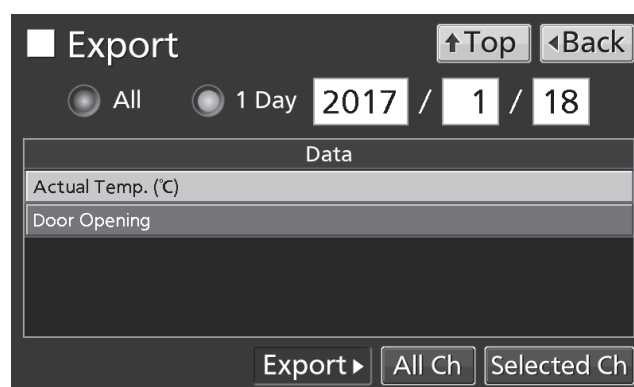 Export ↑Top ◂Back
All 1 Day 2017 / 1 / 18
Data
Actual Temp. (℃)
Door Opening
Export▶ All Ch Selected Ch